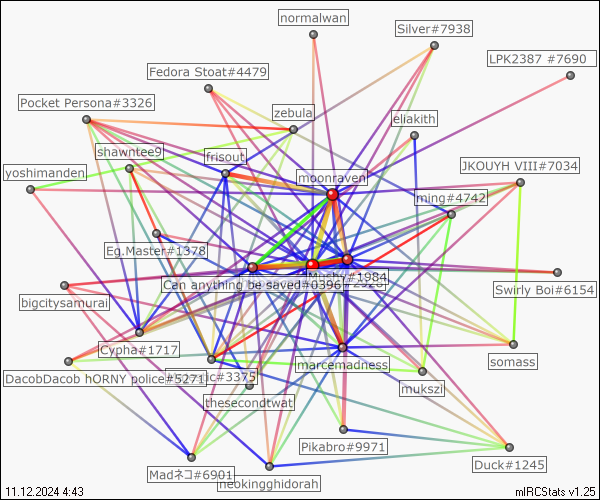 normalwan
Silver#7938
LPK2387 #7690
Fedora Stoat#4479
Pocket Persona#3326
zebula
eliakith
shawntee9
frisout
JKOUYH VIII#7034
yoshimanden
moonraven
ming#4742
Eg.Master#1378
#1984
Can anything be saved#0396
Swirly Boi#6154
bigcitysamurai
Cypha#1717
marcemadness
somass
DacobDacob hORNY police#5271
#3375
mukszi
thesecondtwat
Pikabro#9971
Madネコ#6901
Duck#1245
neokingghidorah
11.12.2024 4:43
mIRCStats v1.25